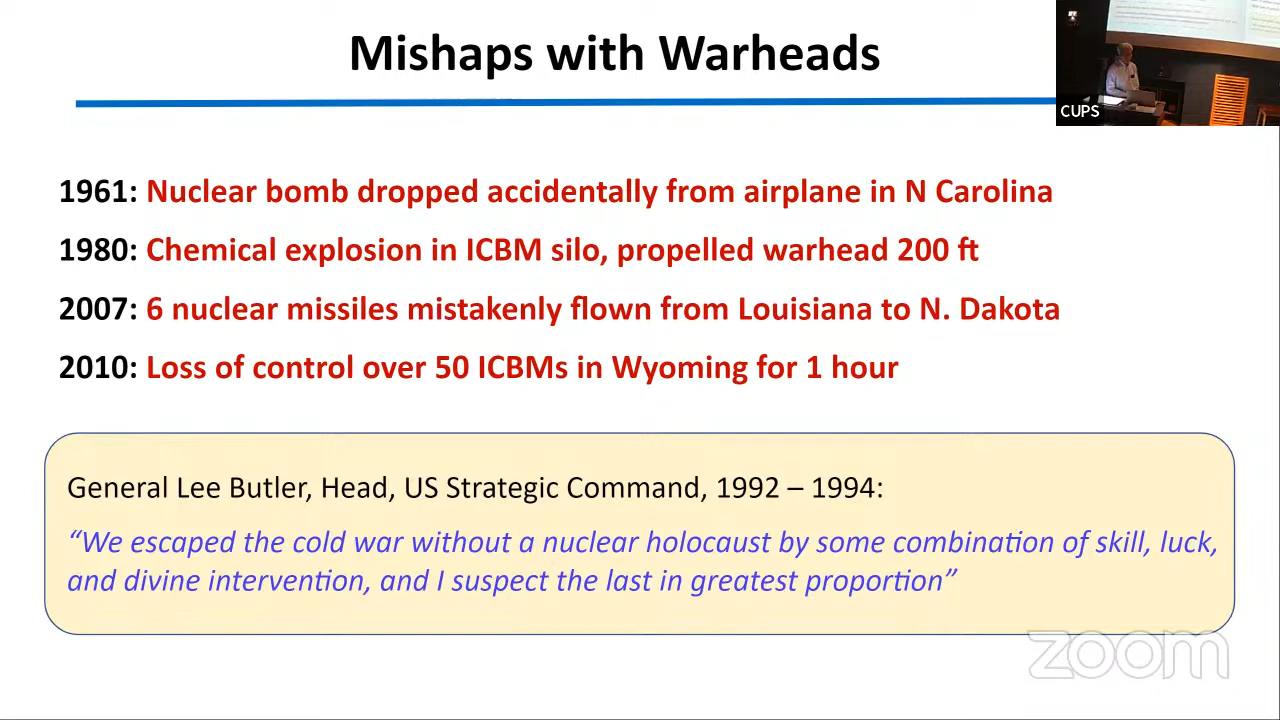 Mishaps with Warheads
CUPS
1961: Nuclear bomb dropped accidentally from airplane in N Carolina
1980: Chemical explosion in ICBM silo, propelled warhead 200 ft
2007: 6 nuclear missiles mistakenly flown from Louisiana to N. Dakota
2010: Loss of control over 50 ICBMs in Wyoming for 1 hour
General Lee Butler, Head, US Strategic Command, 1992 – 1994:
“We escaped the cold war without a nuclear holocaust by some combination of skill, luck,
and divine intervention, and I suspect the last in greatest proportion”
zoom